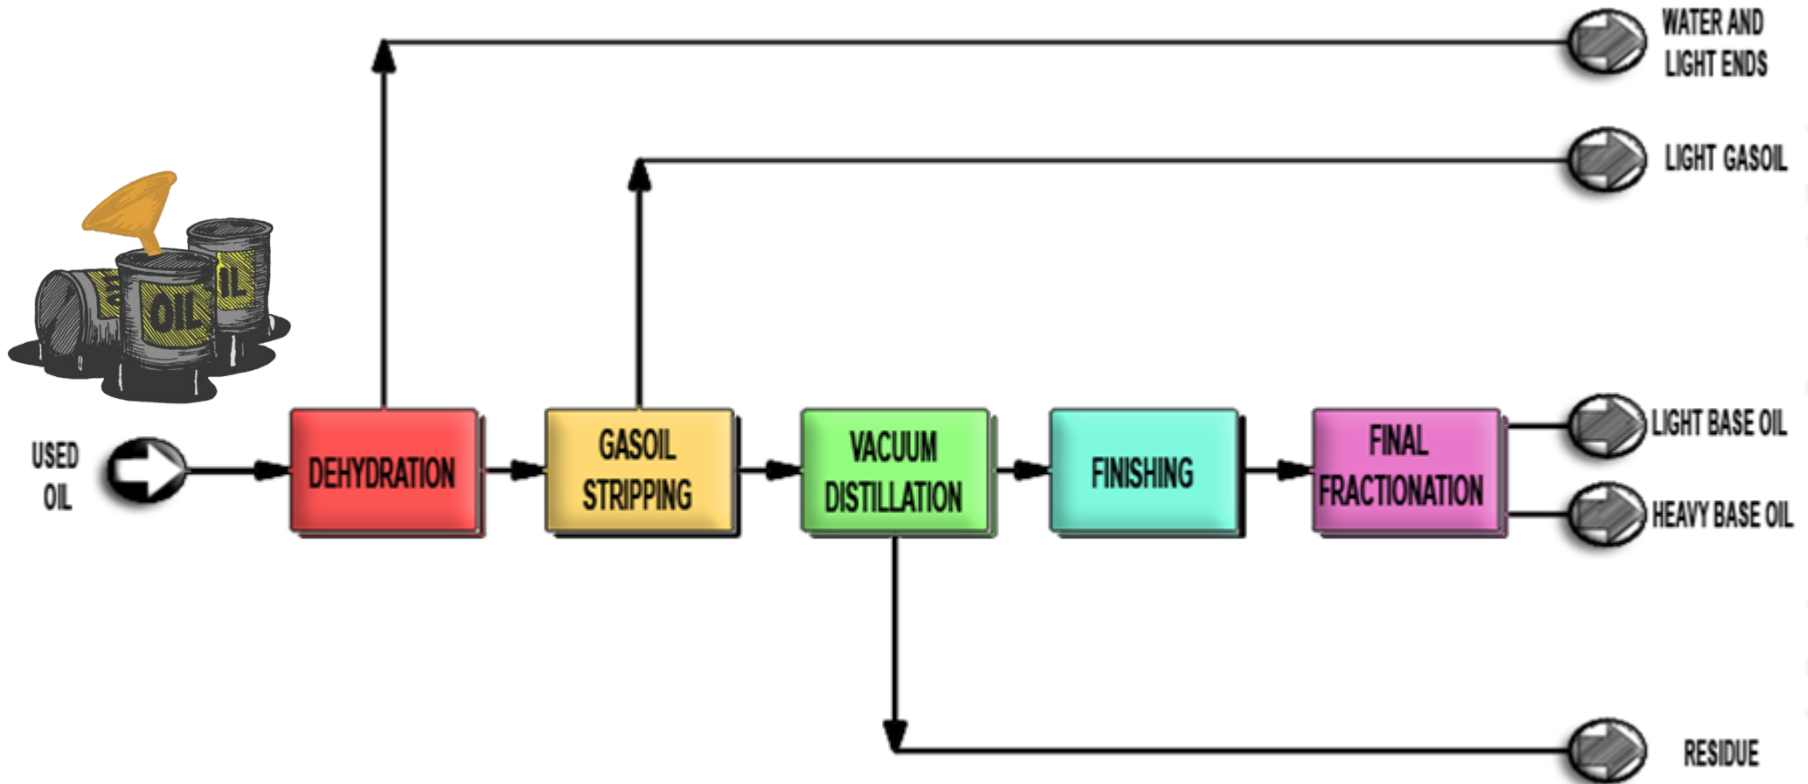 WATER AND
LIGHT ENDS
LIGHT GASOIL
OIL
IL
USED
OIL
DEHYDRATION
GASOIL
STRIPPING
VACUUM
DISTILLATION
FINISHING
FINAL
FRACTIONATION
LIGHT BASE OIL
HEAVY BASE OIL
RESIDUE